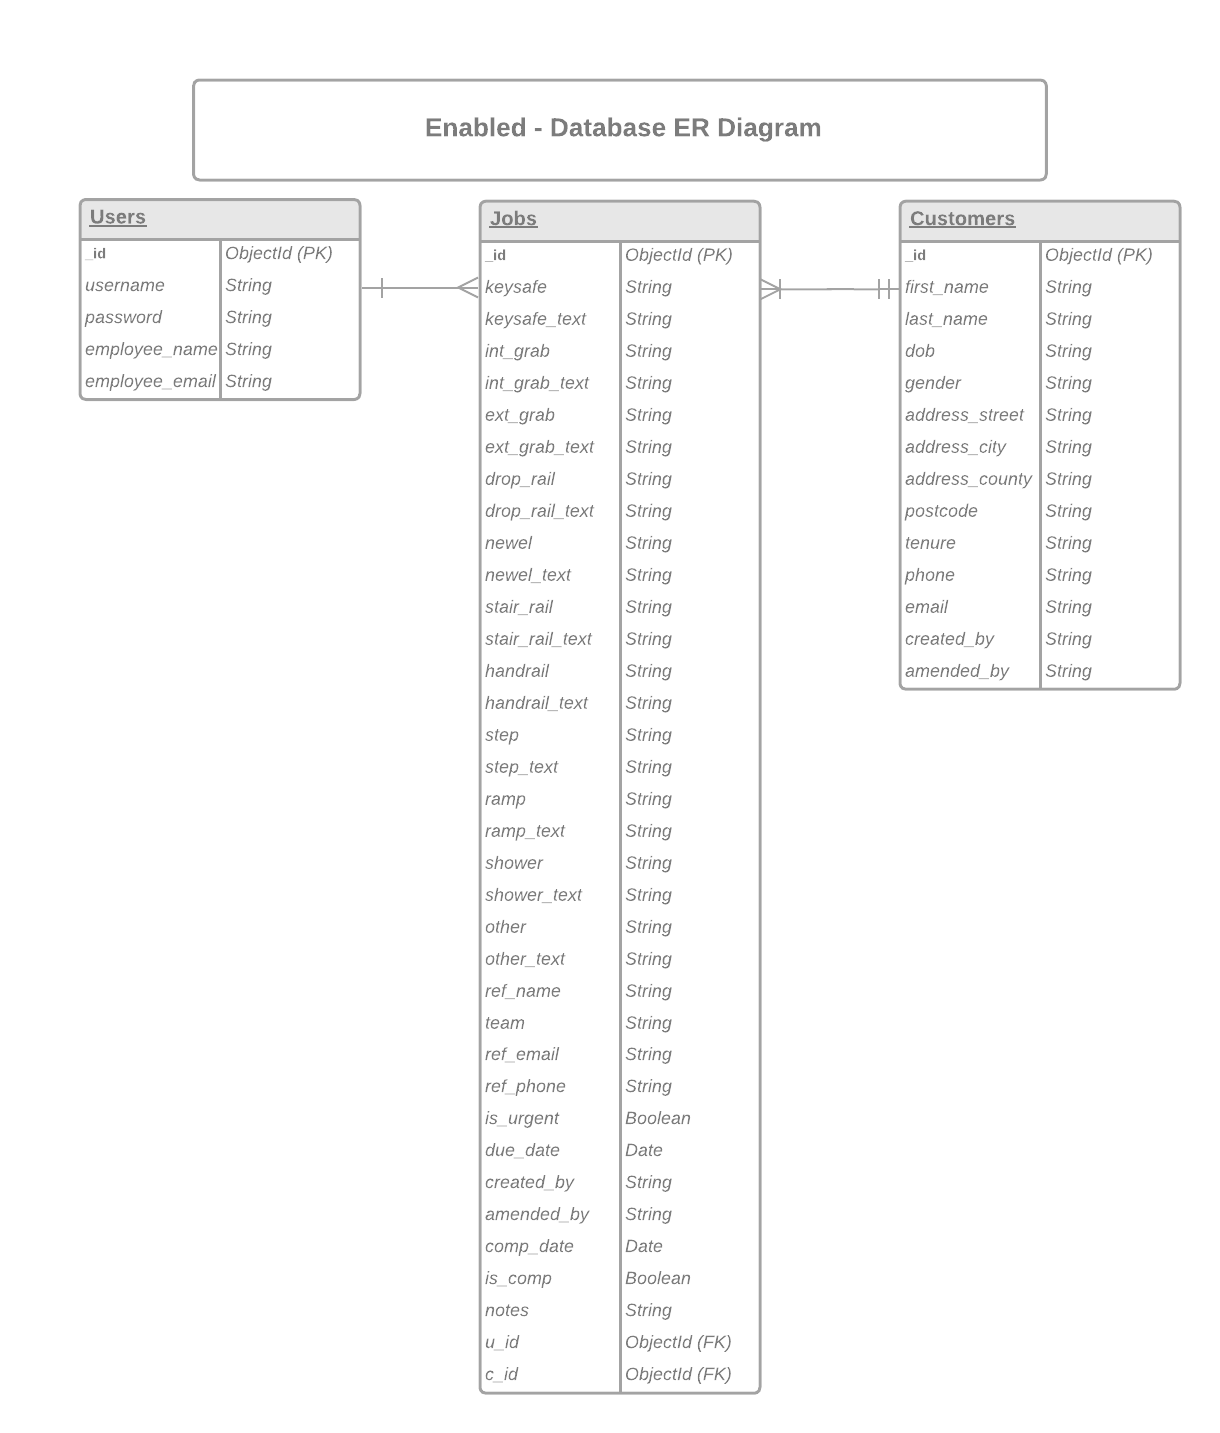 Enabled - Database ER Diagram
Users
_id ObjectId (PK)
username String
password String
employee_name String
employee_email String
Jobs
_id ObjectId (PK)
keysafe String
keysafe_text String
int_grab String
int_grab_text String
ext_grab String
ext_grab_text String
drop_rail String
drop_rail_text String
newel String
newel_text String
stair_rail String
stair_rail_text String
handrail String
handrail_text String
step String
step_text String
ramp String
ramp_text String
shower String
shower_text String
other String
other_text String
ref_name String
team String
ref_email String
ref_phone String
is_urgent Boolean
due_date Date
created_by String
amended_by String
comp_date Date
is_comp Boolean
notes String
u_id ObjectId (FK)
c_id ObjectId (FK)
Customers
_id ObjectId (PK)
first_name String
last_name String
dob String
gender String
address_street String
address_city String
address_county String
postcode String
tenure String
phone String
email String
created_by String
amended_by String